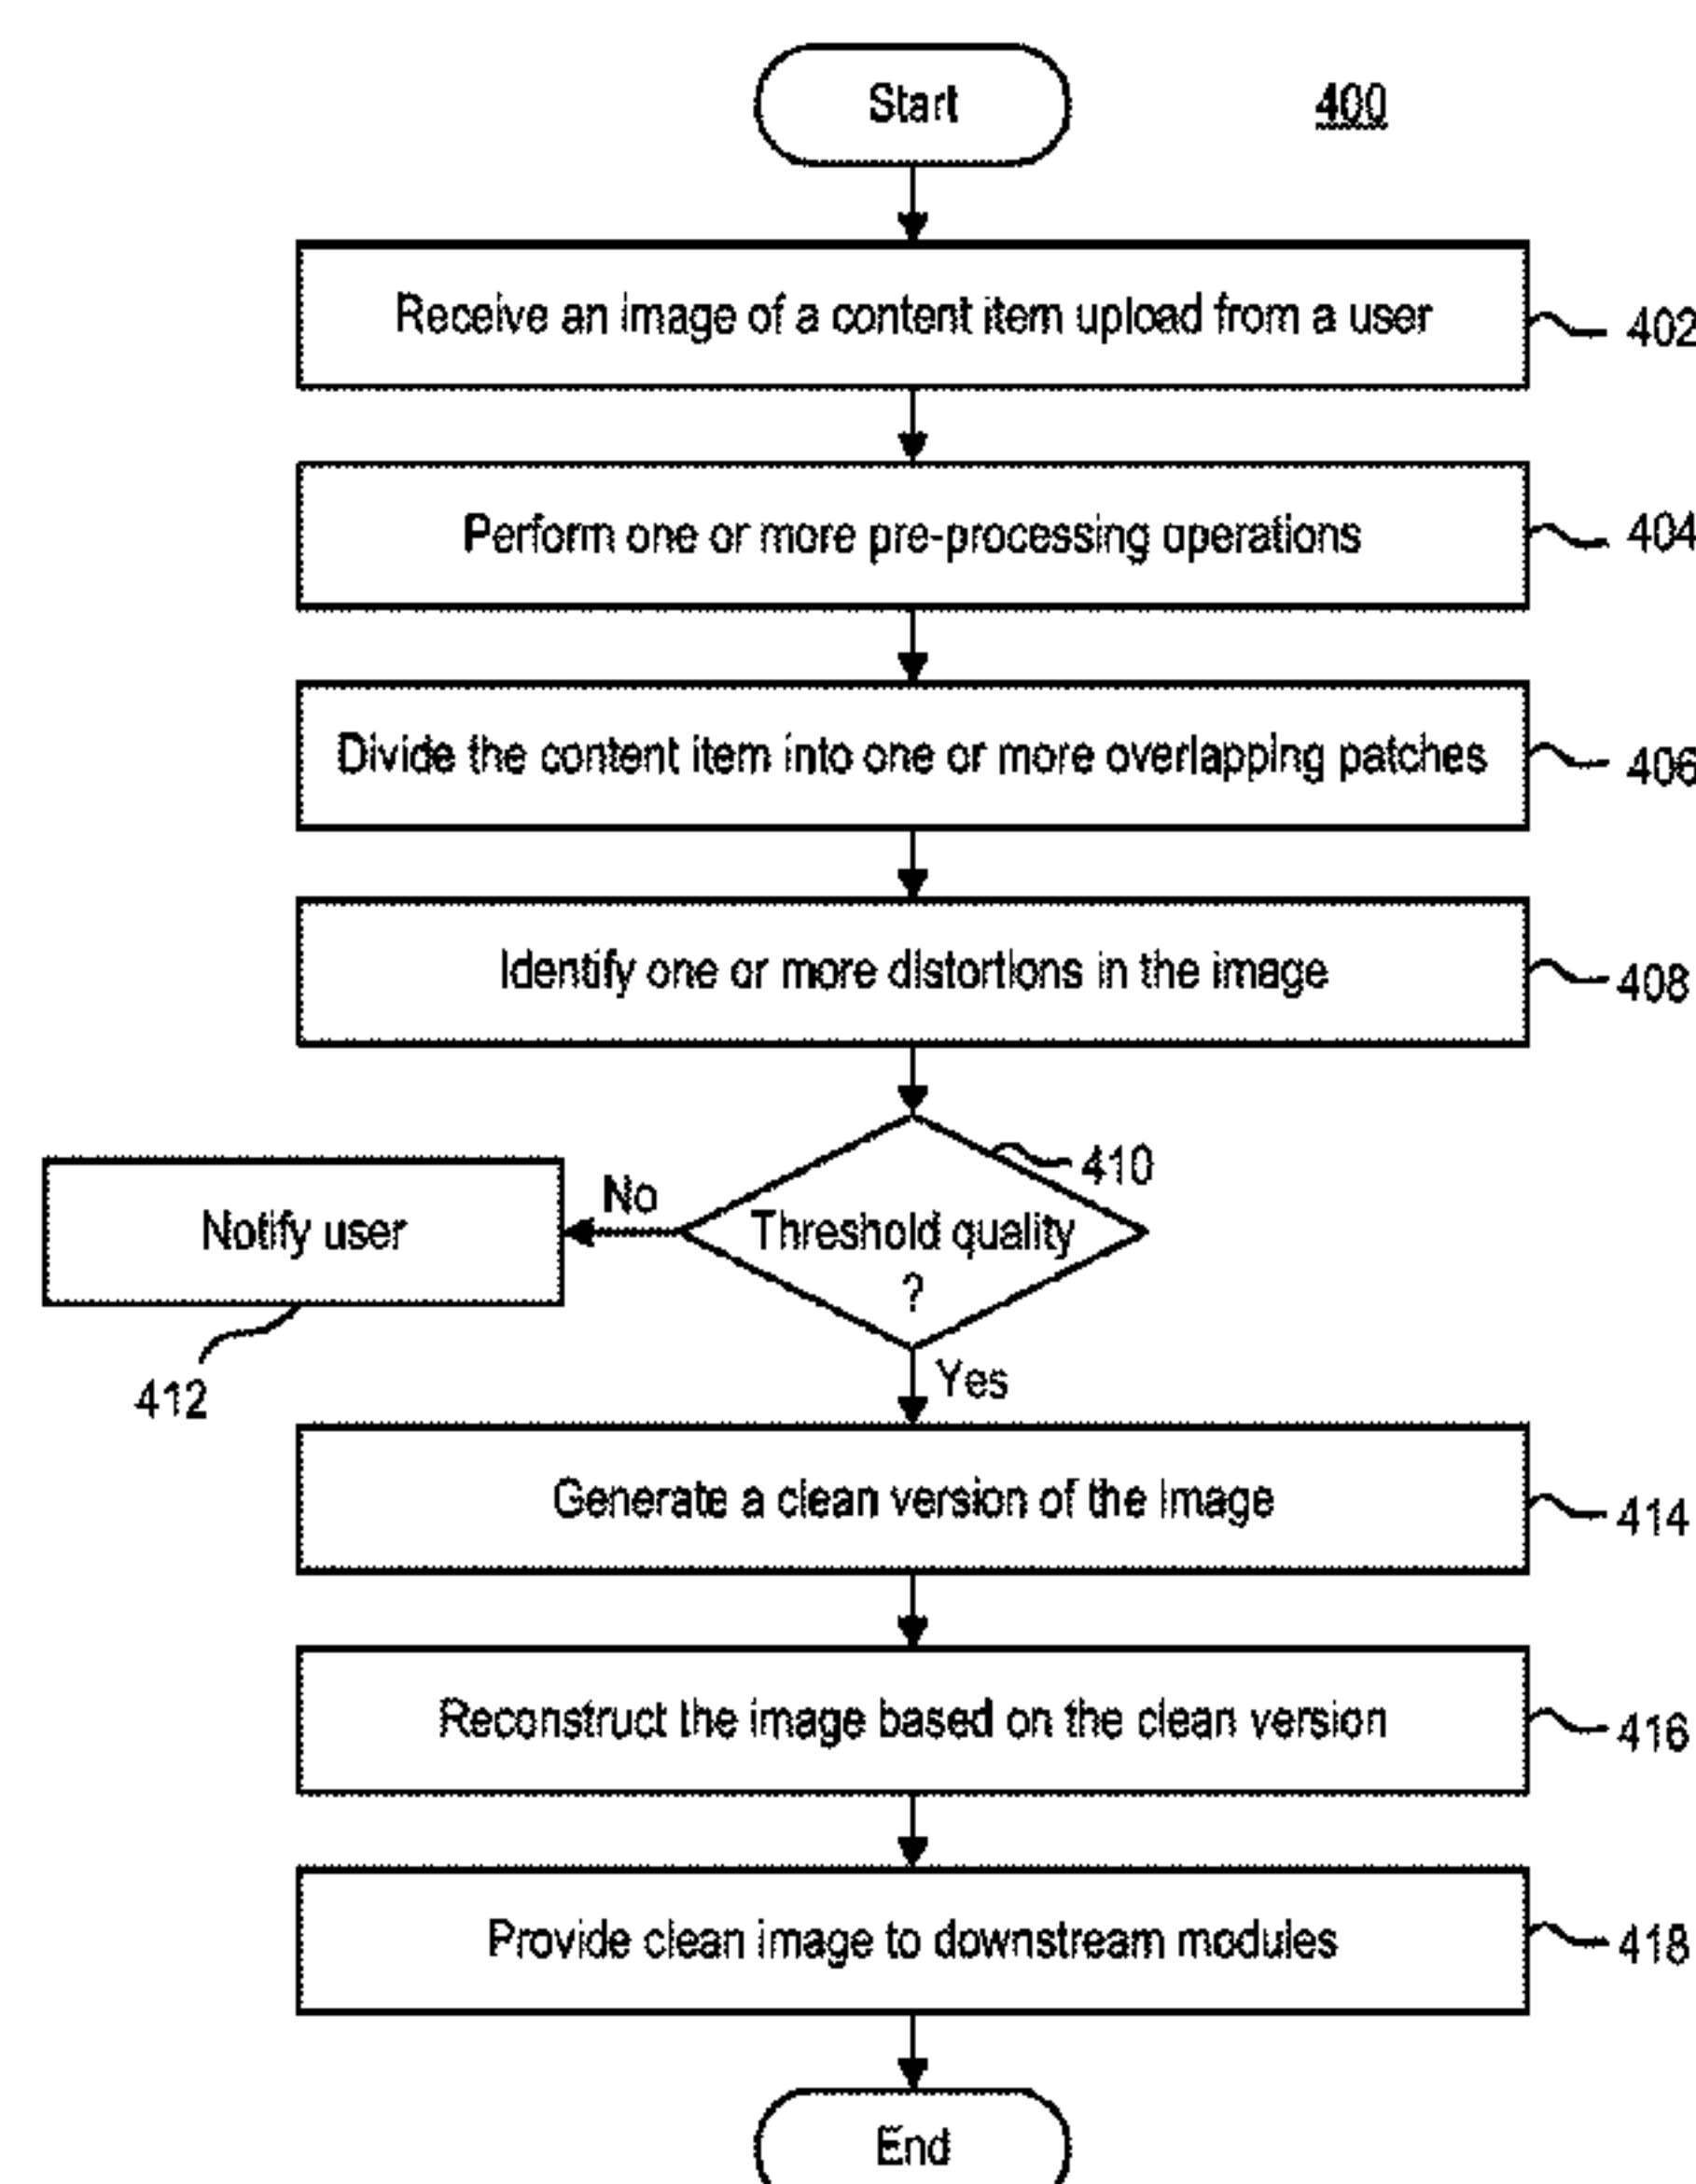 Start
400
Receive an image of a content item upload from a user
402
Perform one or more pre-processing operations
404
Divide the content item into one or more overlapping patches
406
Identify one or more distortions in the image
408
410
No
Notify user
Threshold quality
?
412
Yes
Generate a clean version of the image
414
Reconstruct the image based on the clean version
416
Provide clean image to downstream modules
418
End